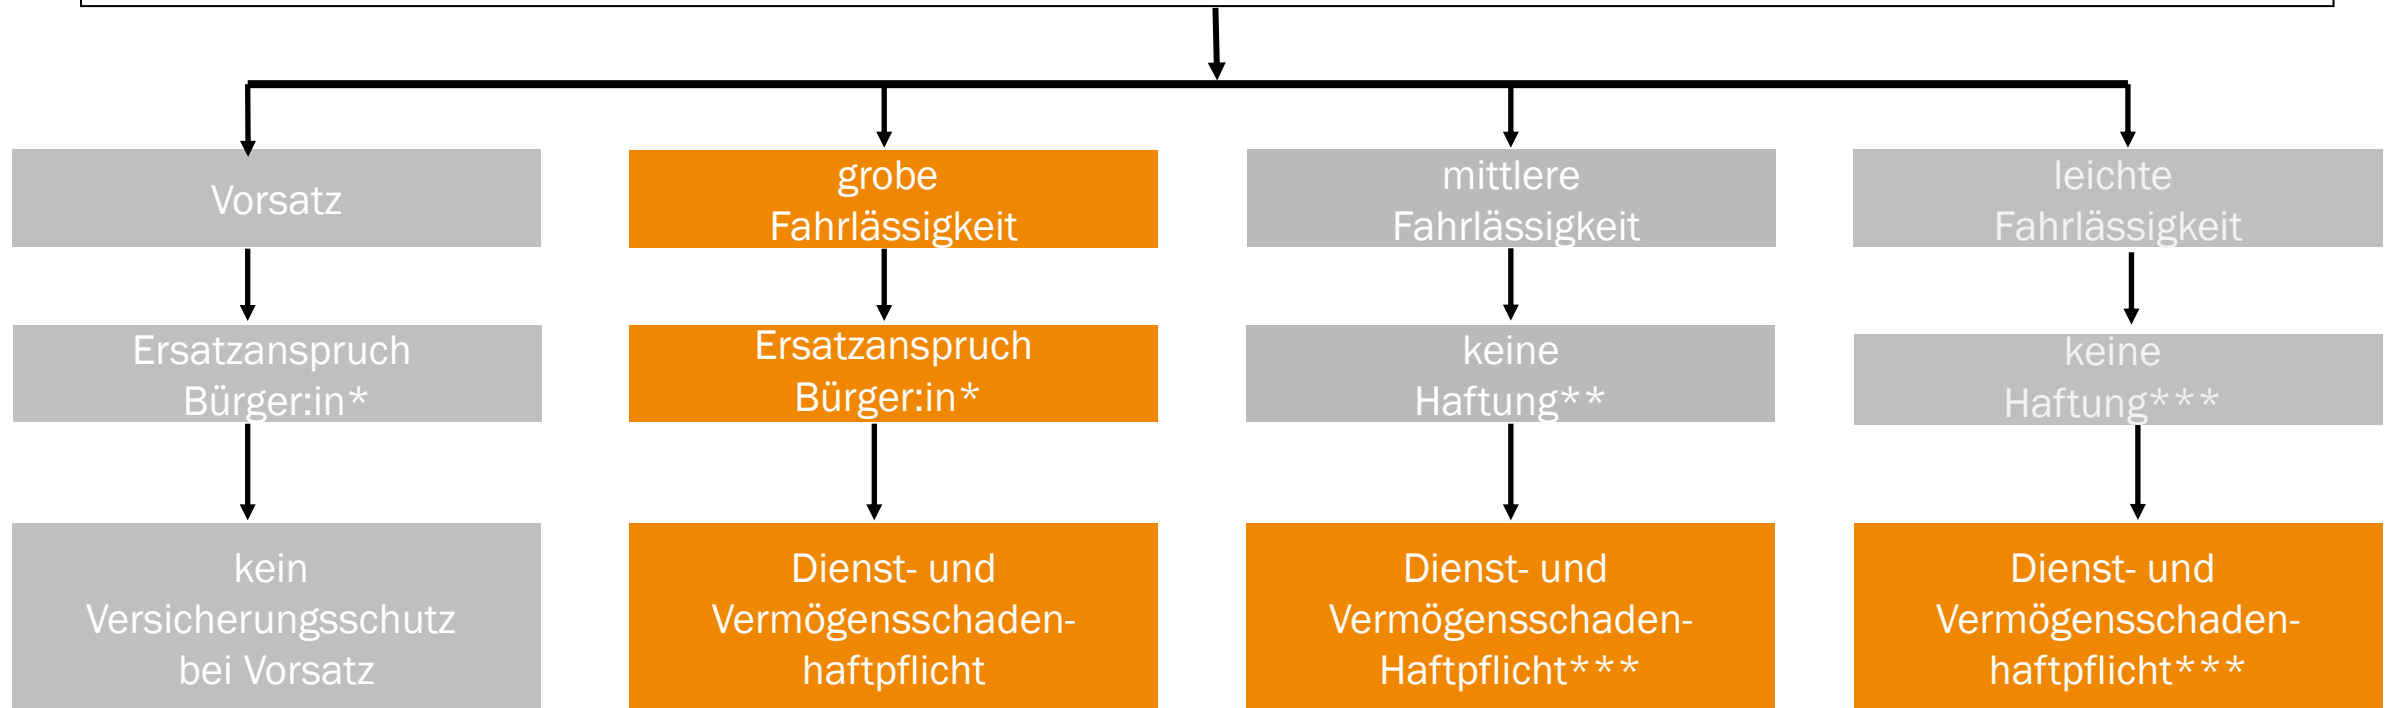 Vorsatz
grobe
Fahrlässigkeit
mittlere
Fahrlässigkeit
leichte
Fahrlässigkeit
Ersatzanspruch
Bürger:in*
Ersatzanspruch
Bürger:in*
keine
Haftung**
keine
Haftung***
kein
Versicherungsschutz
bei Vorsatz
Dienst- und
Vermögensschaden-
haftpflicht
Dienst- und
Vermögensschaden-
Haftpflicht***
Dienst- und
Vermögensschaden-
haftpflicht***